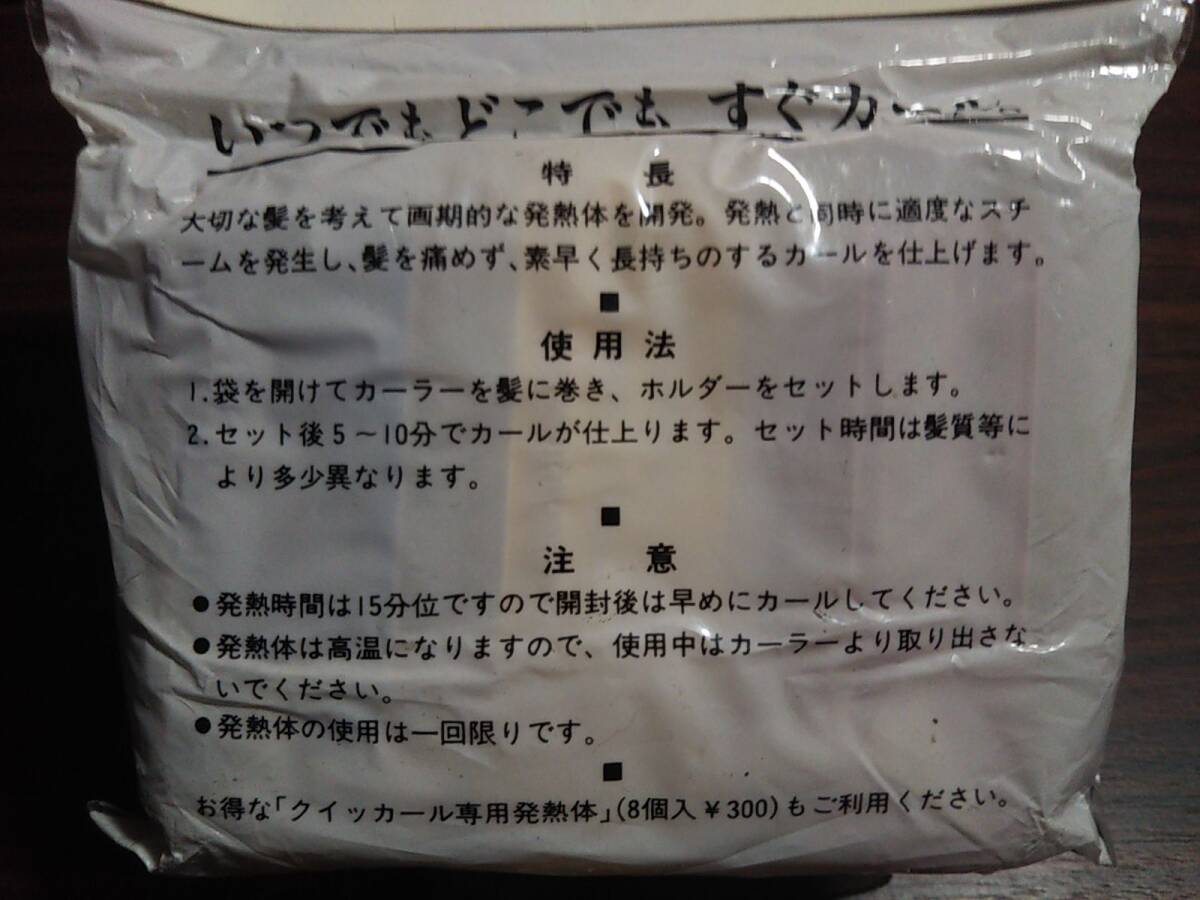 いつでもどこでも すぐカール
特 長
大切な髪を考えて画期的な発熱体を開発。発熱と同時に適度なスチ
ームを発生し、髪を痛めず、素早く長持ちのするカールを仕上げます。
■
使用法
1.袋を開けてカーラーを髪に巻き、ホルダーをセットします。
2.セット後5〜10分でカールが仕上ります。セット時間は髪質等に
より多少異なります。
■
注 意
●発熱時間は15分位ですので開封後は早めにカールしてください。
●発熱体は高温になりますので、使用中はカーラーより取り出さな
いでください。
●発熱体の使用は一回限りです。
■
お得な「クイッカール専用発熱体」(8個入¥300)もご利用ください。